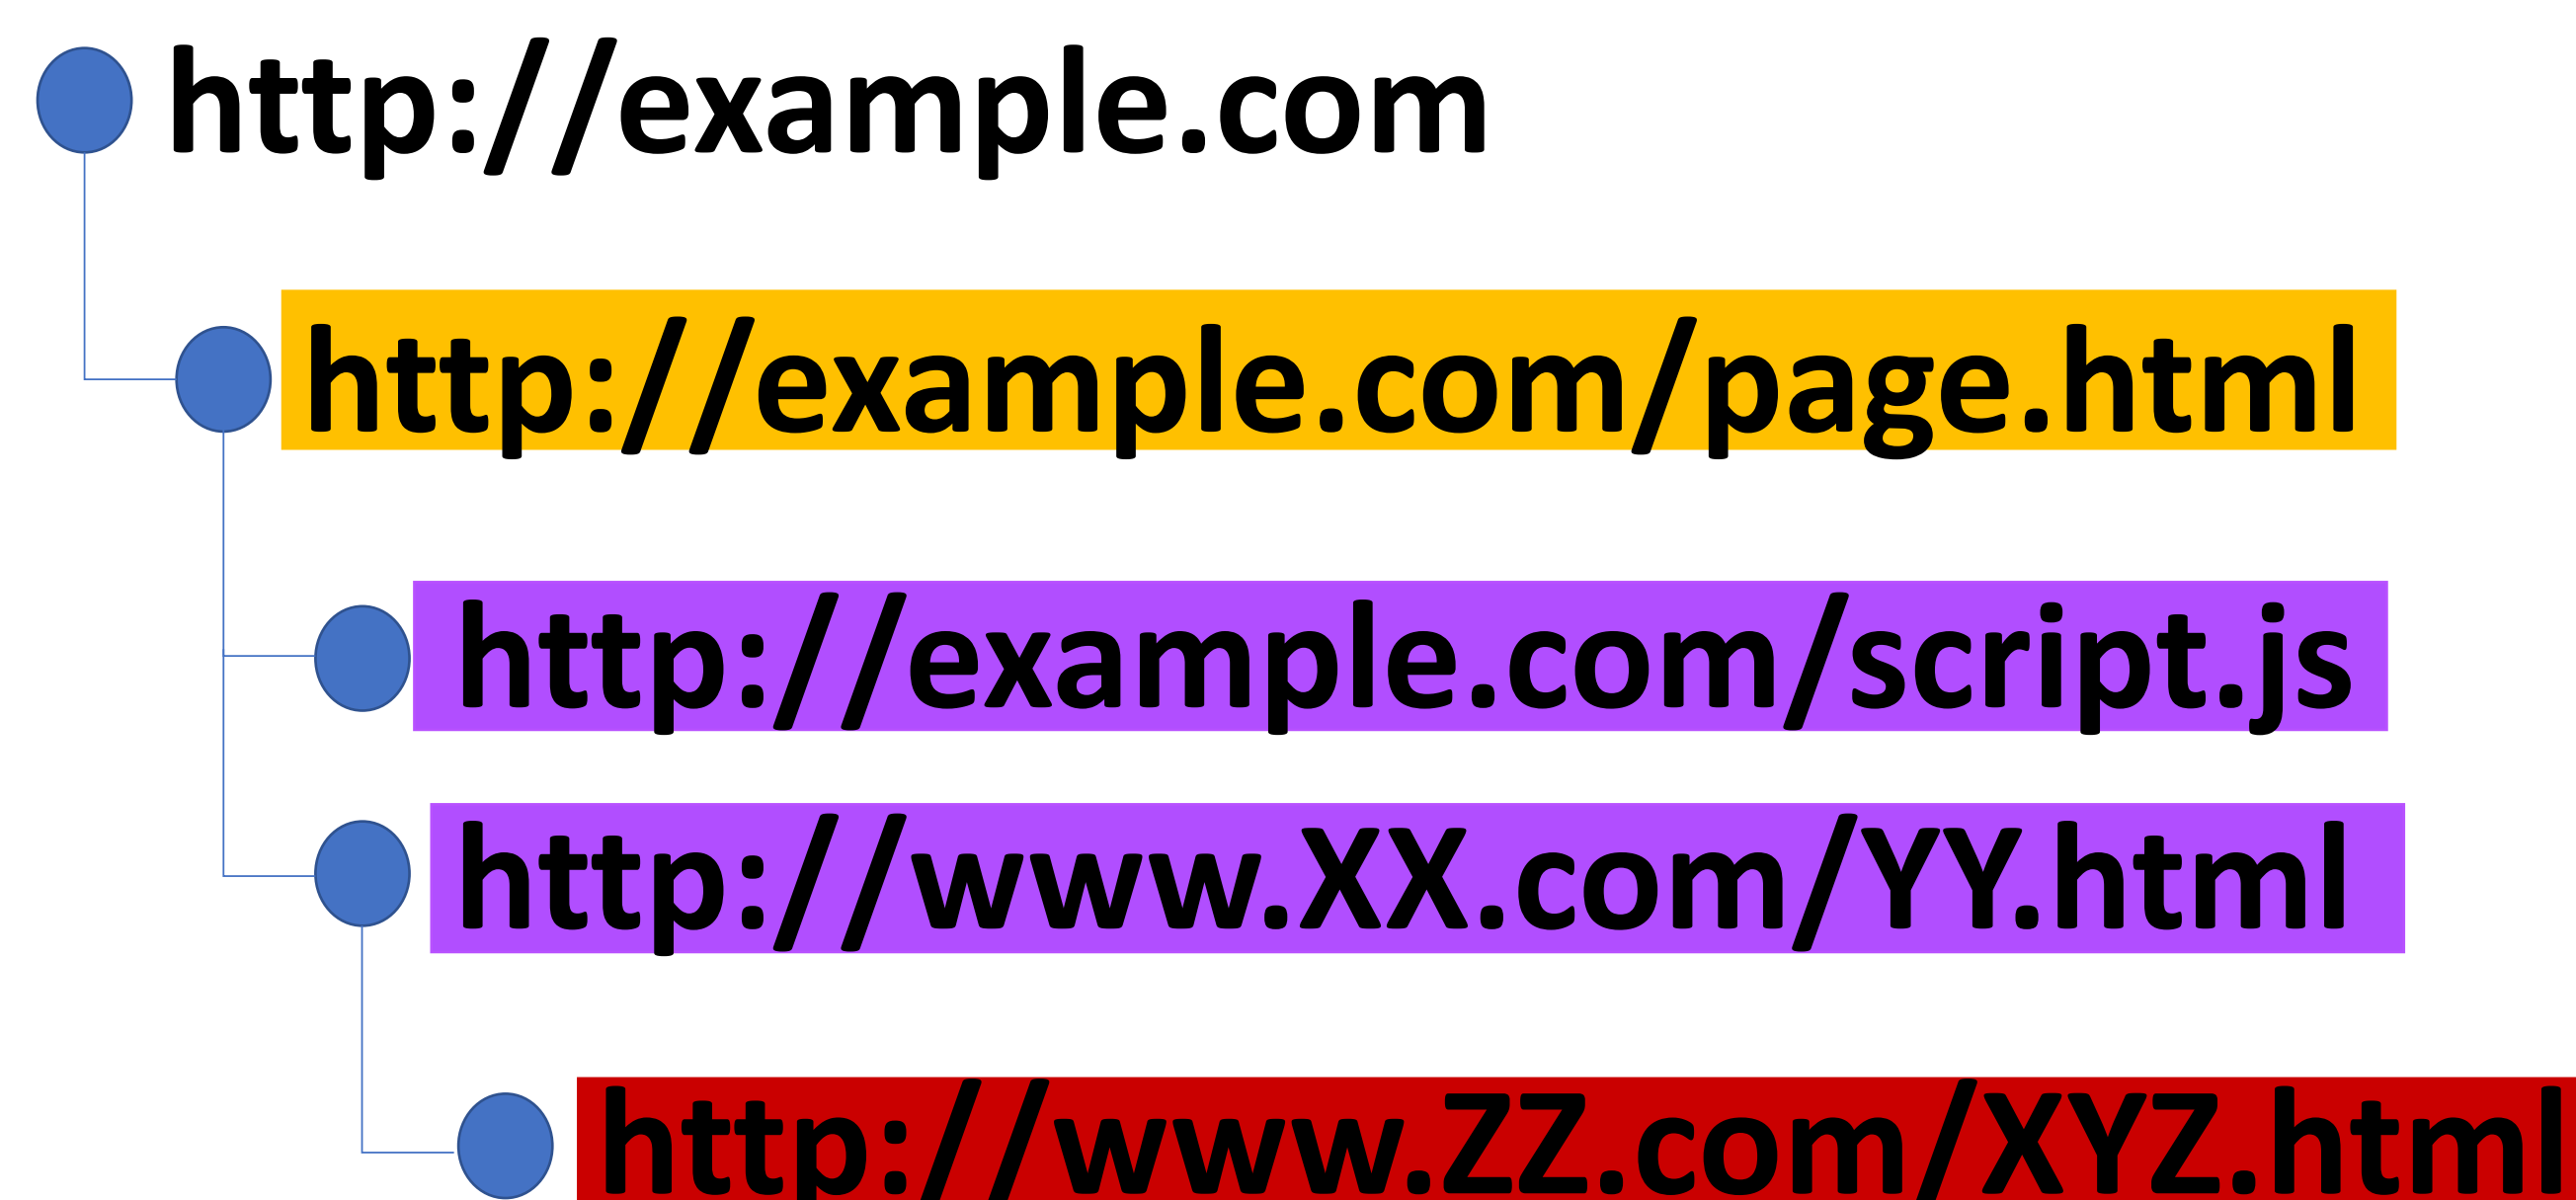 http://example.com
http://example.com/page.html
http://example.com/script.js
http://www.XX.com/YY.html
http://www.ZZ.com/XYZ.html